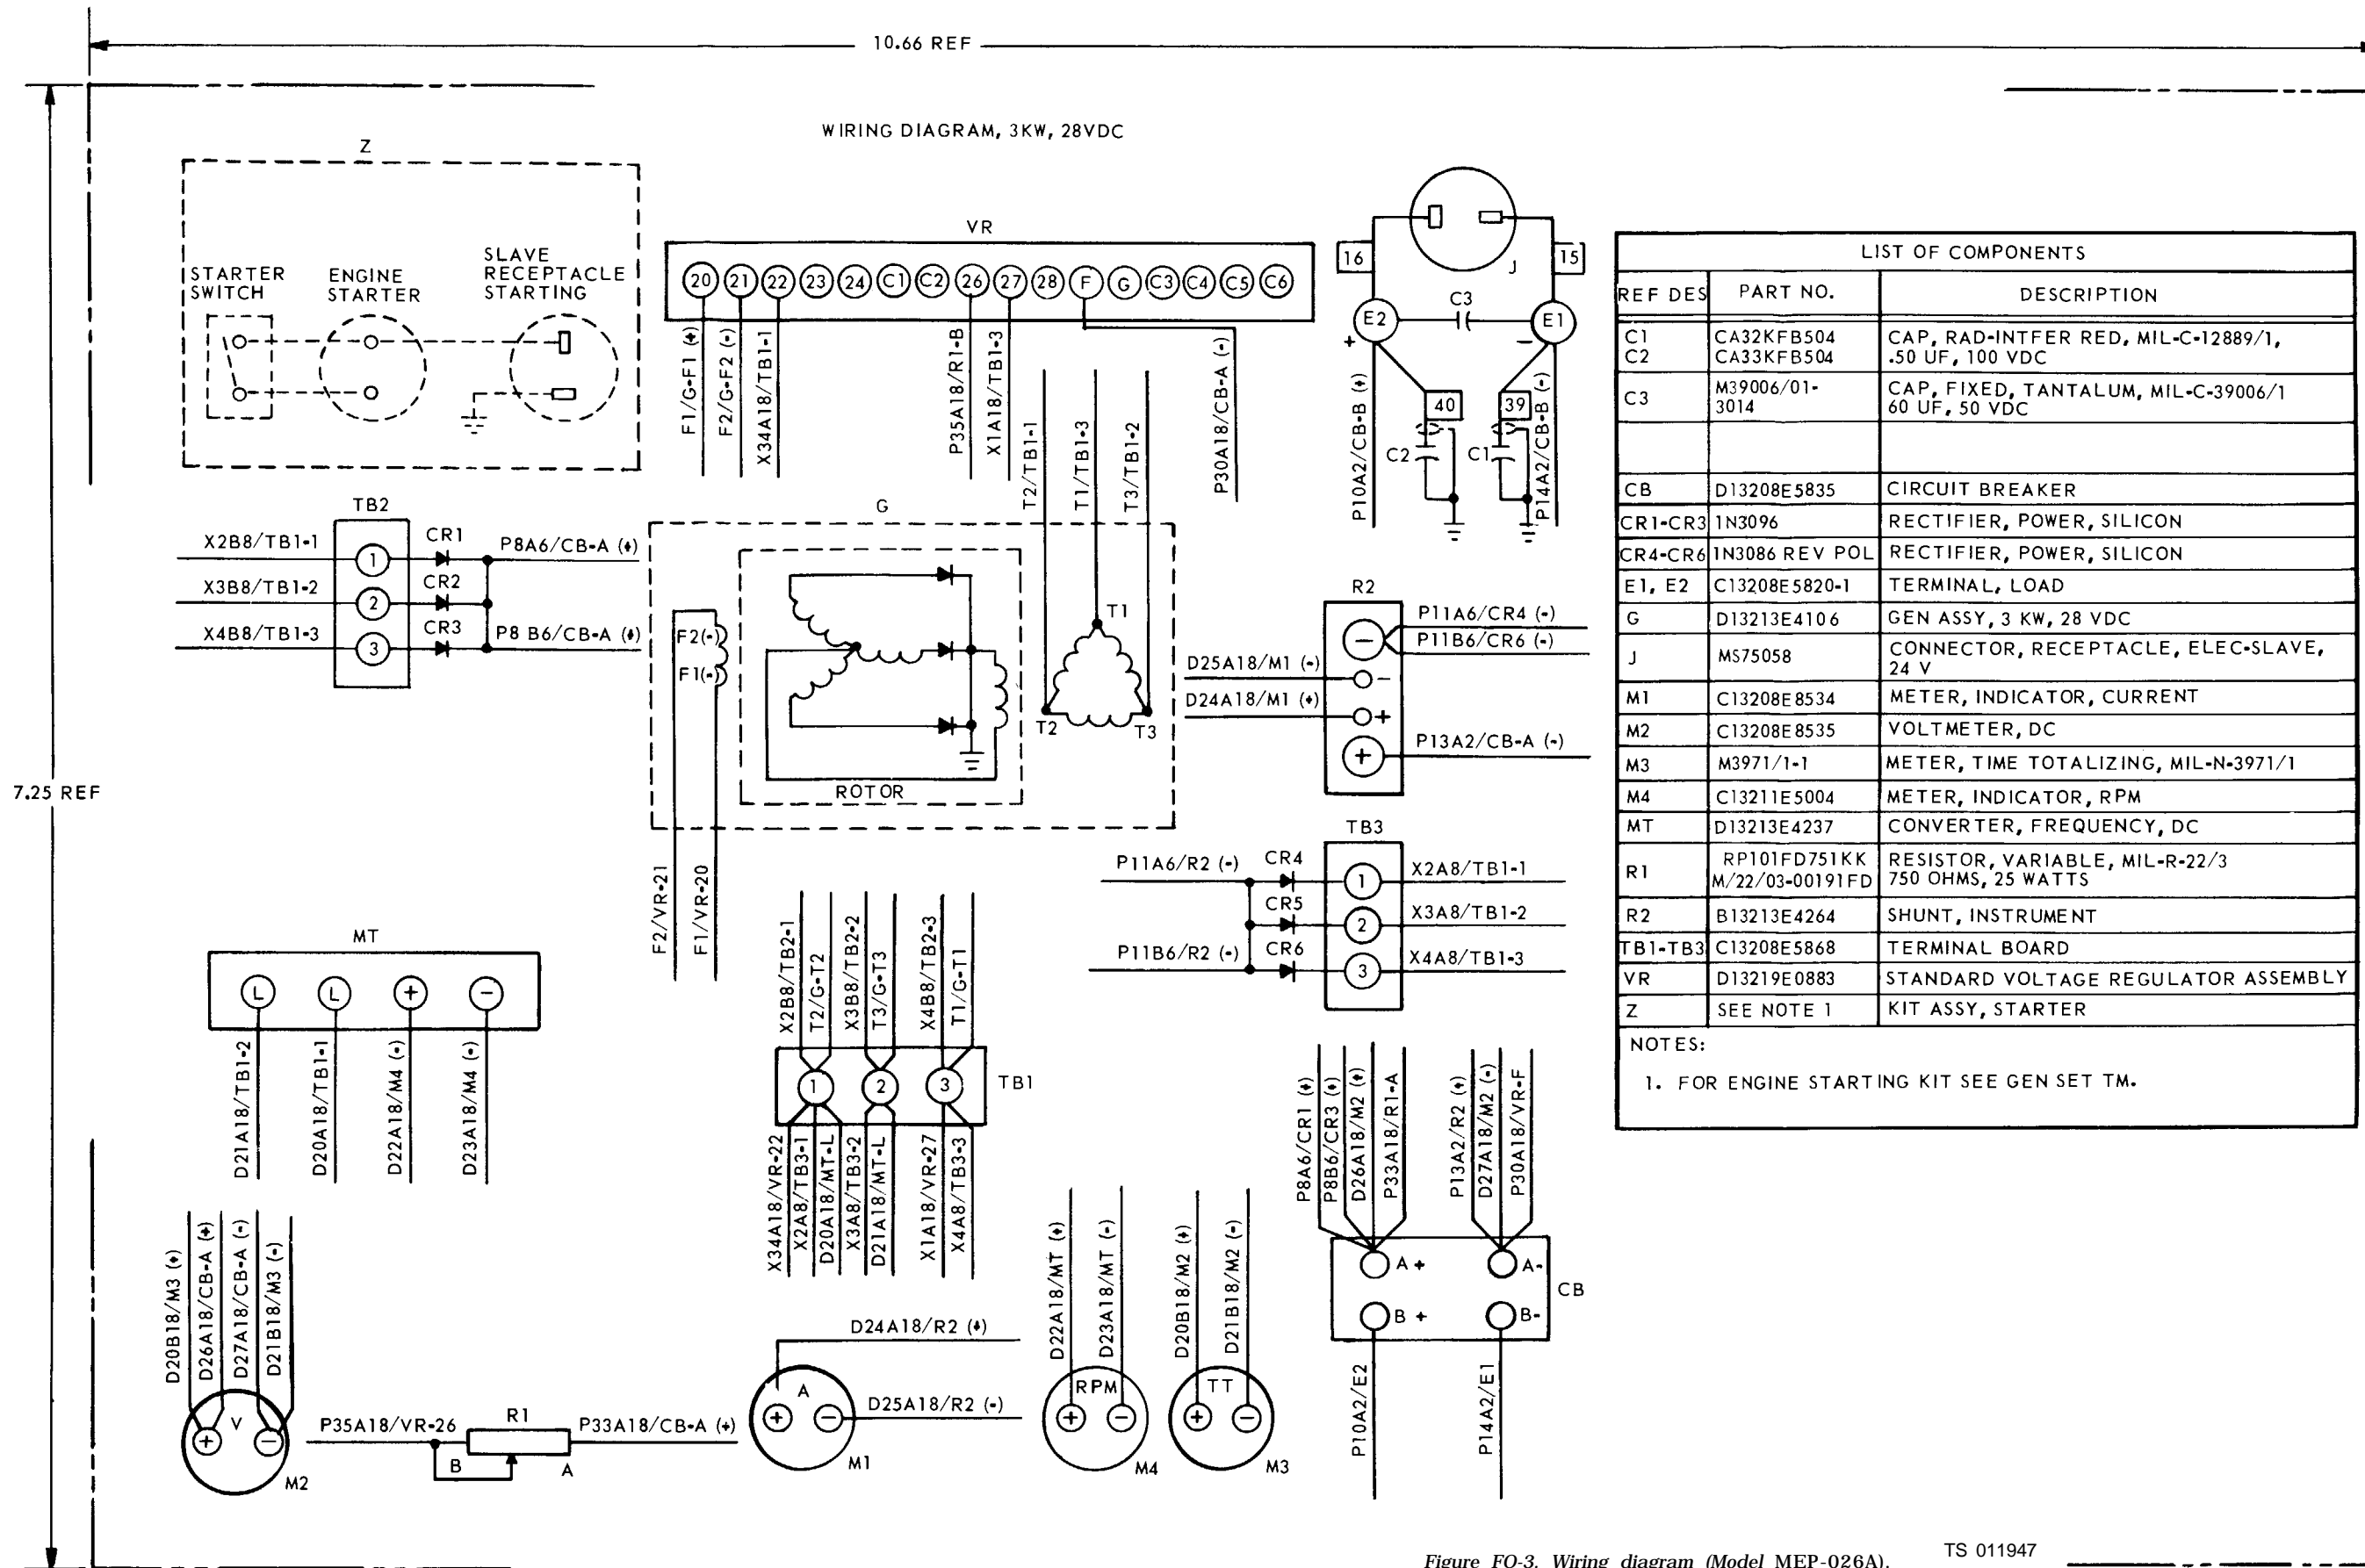 10.66 REF
7.25 REF
WIRING DIAGRAM, 3KW, 28VDC
Z
STARTER
SWITCH
ENGINE
STARTER
SLAVE
RECEPTACLE
STARTING
VR
20 21 22 23 24 C1 C2 26 27 28 F G C3 C4 C5 C6
F1/G-F1 (+)
F2/G-F2 (-)
X34A18/TB1-1
P35A18/R1-B
X1A18/TB1-3
T2/TB1-1
T1/TB1-3
T3/TB1-2
P30A18/CB-A (-)
J
16
15
E2
C3
E1
+
-
P10A2/CB-B (+)
40
39
C2
C1
P14A2/CB-B (-)
TB2
X2B8/TB1-1
1
CR1
P8A6/CB-A (+)
X3B8/TB1-2
2
CR2
X4B8/TB1-3
3
CR3
P8 B6/CB-A (+)
G
F2(-)
F1(-)
ROTOR
T1
T2
T3
F2/VR-21
F1/VR-20
R2
-
P11A6/CR4 (-)
P11B6/CR6 (-)
D25A18/M1 (-)
-
D24A18/M1 (+)
+
+
P13A2/CB-A (-)
TB3
P11A6/R2 (-)
CR4
1
X2A8/TB1-1
CR5
2
X3A8/TB1-2
P11B6/R2 (-)
CR6
3
X4A8/TB1-3
MT
L L + -
D21A18/TB1-2
D20A18/TB1-1
D22A18/M4 (+)
D23A18/M4 (-)
X2B8/TB2-1
T2/G-T2
X3B8/TB2-2
T3/G-T3
X4B8/TB2-3
T1/G-T1
1 2 3
TB1
X34A18/VR-22
X2A8/TB3-1
D20A18/MT-L
X3A8/TB3-2
D21A18/MT-L
X1A18/VR-27
X4A8/TB3-3
P8A6/CR1 (+)
P8B6/CR3 (+)
D26A18/M2 (+)
P33A18/R1-A
P13A2/R2 (+)
D27A18/M2 (-)
P30A18/VR-F
A +
A-
B +
B-
CB
P10A2/E2
P14A2/E1
D20B18/M3 (+)
D26A18/CB-A (+)
D27A18/CB-A (-)
D21B18/M3 (-)
V
+ -
M2
P35A18/VR-26
R1
P33A18/CB-A (+)
B
A
D24A18/R2 (+)
A
+ -
D25A18/R2 (-)
M1
D22A18/MT (+)
D23A18/MT (-)
RPM
+ -
M4
D20B18/M2 (+)
D21B18/M2 (-)
TT
+ -
M3
LIST OF COMPONENTS
REF DES PART NO. DESCRIPTION
C1 CA32KFB504 CAP, RAD-INTFER RED, MIL-C-12889/1,
C2 CA33KFB504 .50 UF, 100 VDC
C3 M39006/01- CAP, FIXED, TANTALUM, MIL-C-39006/1
3014 60 UF, 50 VDC
CB D13208E5835 CIRCUIT BREAKER
CR1-CR3 1N3096 RECTIFIER, POWER, SILICON
CR4-CR6 1N3086 REV POL RECTIFIER, POWER, SILICON
E1, E2 C13208E5820-1 TERMINAL, LOAD
G D13213E4106 GEN ASSY, 3 KW, 28 VDC
J MS75058 CONNECTOR, RECEPTACLE, ELEC-SLAVE,
24 V
M1 C13208E8534 METER, INDICATOR, CURRENT
M2 C13208E8535 VOLTMETER, DC
M3 M3971/1-1 METER, TIME TOTALIZING, MIL-N-3971/1
M4 C13211E5004 METER, INDICATOR, RPM
MT D13213E4237 CONVERTER, FREQUENCY, DC
R1 RP101FD751KK RESISTOR, VARIABLE, MIL-R-22/3
M/22/03-00191FD 750 OHMS, 25 WATTS
R2 B13213E4264 SHUNT, INSTRUMENT
TB1-TB3 C13208E5868 TERMINAL BOARD
VR D13219E0883 STANDARD VOLTAGE REGULATOR ASSEMBLY
Z SEE NOTE 1 KIT ASSY, STARTER
NOTES:
1. FOR ENGINE STARTING KIT SEE GEN SET TM.
Figure FO-3. Wiring diagram (Model MEP-026A).
TS 011947